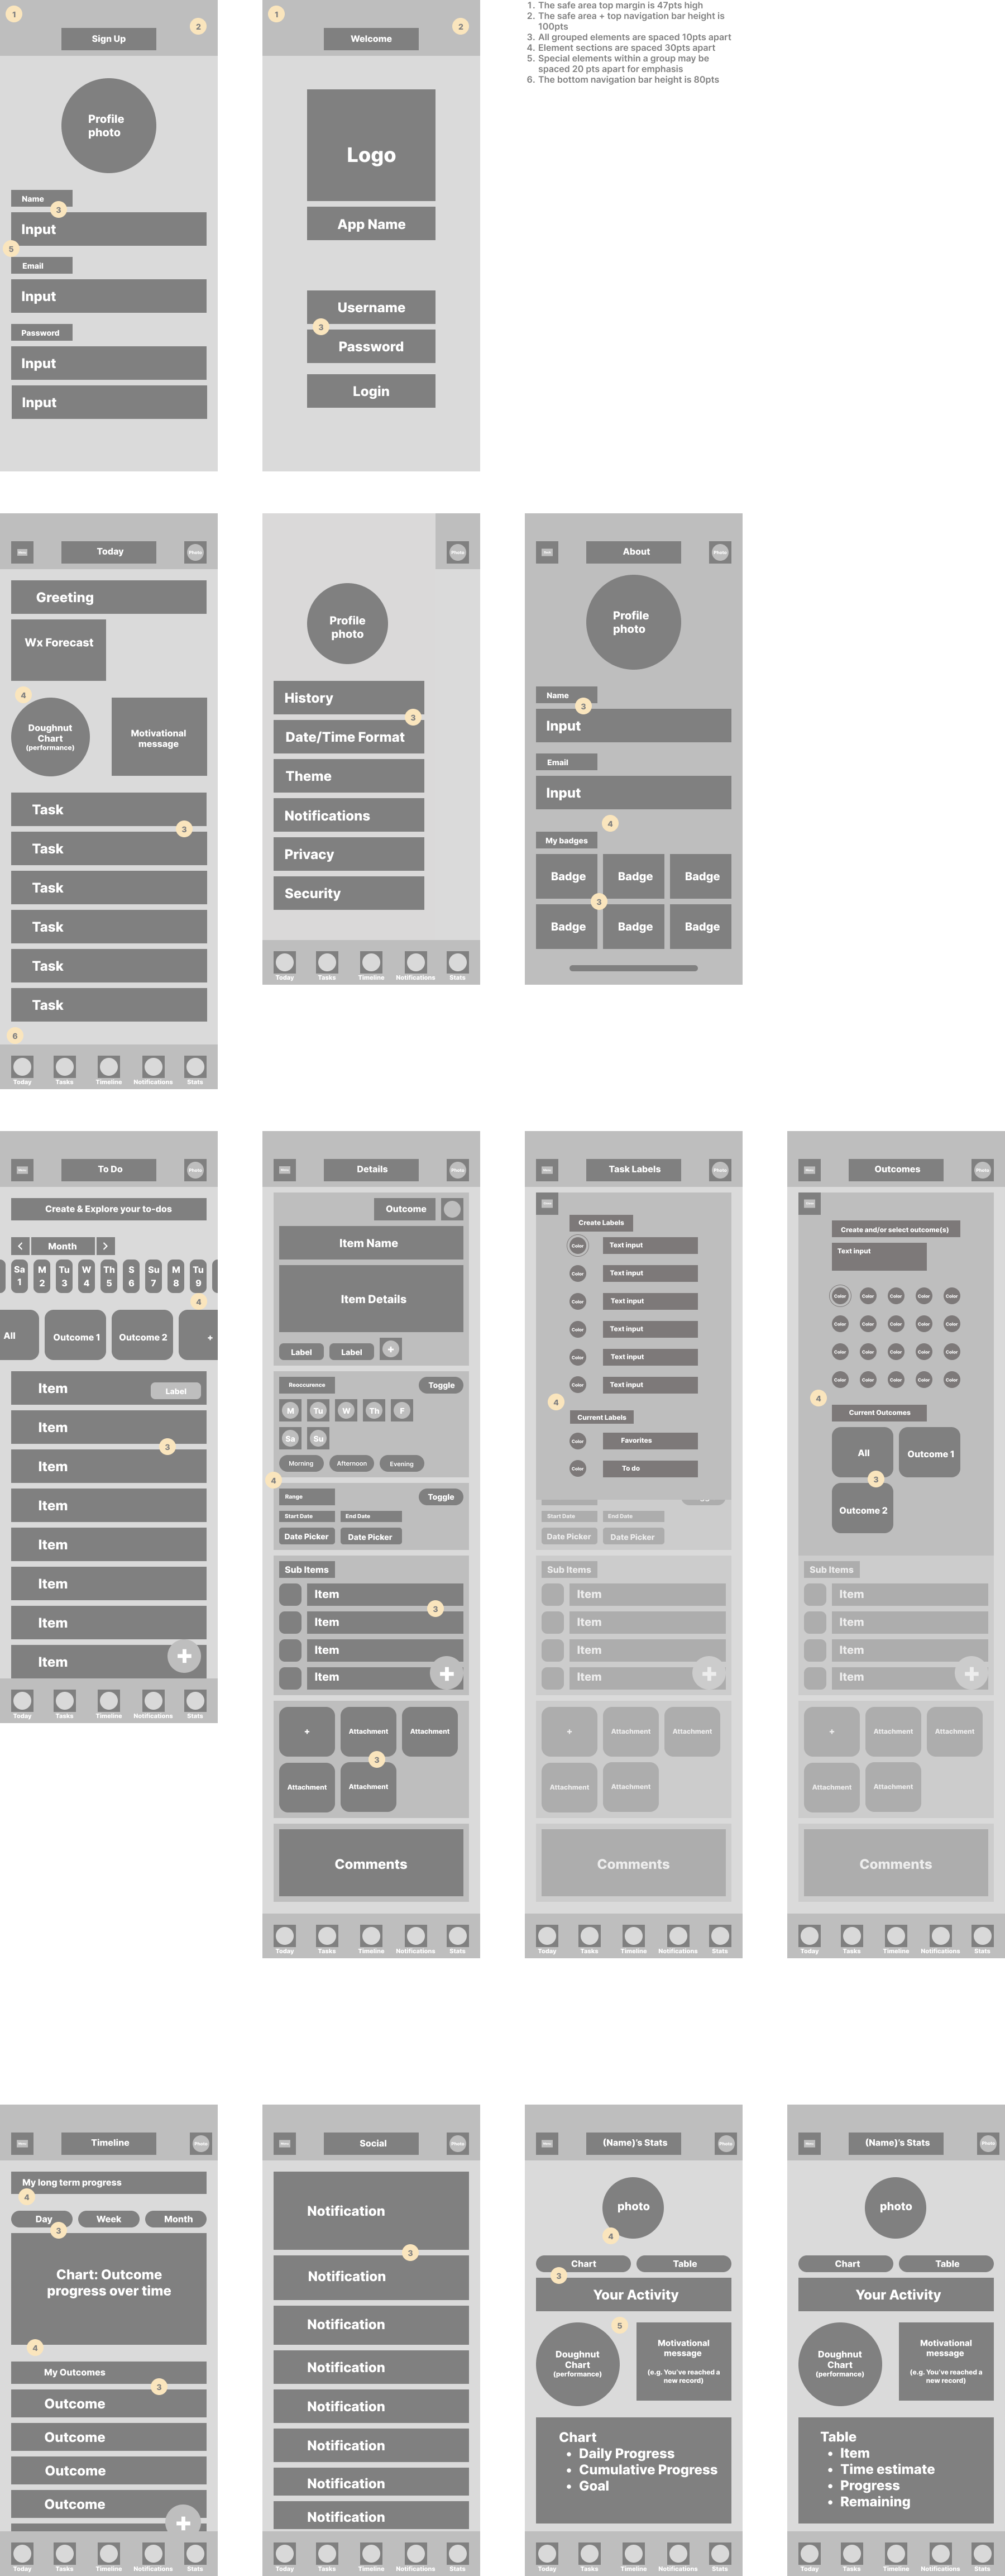 1
2
Sign Up
Profile
photo
Name
3
Input
5
Email
Input
Password
Input
Input
1
2
Welcome
Logo
App Name
Username
3
Password
Login
1. The safe area top margin is 47pts high
2. The safe area + top navigation bar height is
100pts
3. All grouped elements are spaced 10pts apart
4. Element sections are spaced 30pts apart
5. Special elements within a group may be
spaced 20 pts apart for emphasis
6. The bottom navigation bar height is 80pts
Today
Photo
Greeting
Wx Forecast
4
Doughnut
Chart
(performance)
Motivational
message
Task
3
Task
Task
Task
Task
Task
6
Today Tasks Timeline Notifications Stats
Photo
Profile
photo
History
3
Date/Time Format
Theme
Notifications
Privacy
Security
Today Tasks Timeline Notifications Stats
About
Photo
Profile
photo
Name
3
Input
Email
Input
4
My badges
Badge Badge Badge
3
Badge Badge Badge
To Do
Photo
Create & Explore your to-dos
< Month >
Sa M Tu W Th S Su M Tu
1 2 3 4 5 6 7 8 9
4
All Outcome 1 Outcome 2 +
Item Label
Item
3
Item
Item
Item
Item
Item
Item +
Today Tasks Timeline Notifications Stats
Details
Photo
Outcome
Item Name
Item Details
Label Label +
Reoccurence Toggle
M Tu W Th F
Sa Su
Morning Afternoon Evening
4
Range Toggle
Start Date End Date
Date Picker Date Picker
Sub Items
Item
3
Item
Item
Item +
+ Attachment Attachment
3
Attachment Attachment
Comments
Today Tasks Timeline Notifications Stats
Task Labels
Photo
Create Labels
Color Text input
Color Text input
Color Text input
Color Text input
Color Text input
Color Text input
4
Current Labels
Color Favorites
Color To do
Start Date End Date
Date Picker Date Picker
Sub Items
Item
Item
Item
Item +
+ Attachment Attachment
Attachment Attachment
Comments
Today Tasks Timeline Notifications Stats
Outcomes
Photo
Create and/or select outcome(s)
Text input
Color Color Color Color Color
Color Color Color Color Color
Color Color Color Color Color
Color Color Color Color Color
4
Current Outcomes
All Outcome 1
3
Outcome 2
Sub Items
Item
Item
Item
Item +
+ Attachment Attachment
Attachment Attachment
Comments
Today Tasks Timeline Notifications Stats
Timeline
Photo
My long term progress
4
Day Week Month
3
Chart: Outcome
progress over time
4
My Outcomes
3
Outcome
Outcome
Outcome
Outcome
+
Today Tasks Timeline Notifications Stats
Social
Photo
Notification
3
Notification
Notification
Notification
Notification
Notification
Notification
Notification
Today Tasks Timeline Notifications Stats
(Name)'s Stats
Photo
photo
4
Chart Table
3
Your Activity
5
Doughnut
Chart
(performance)
Motivational
message
(e.g. You've reached a
new record)
Chart
• Daily Progress
• Cumulative Progress
• Goal
Today Tasks Timeline Notifications Stats
(Name)'s Stats
Photo
photo
Chart Table
Your Activity
Doughnut
Chart
(performance)
Motivational
message
(e.g. You've reached a
new record)
Table
• Item
• Time estimate
• Progress
• Remaining
Today Tasks Timeline Notifications Stats